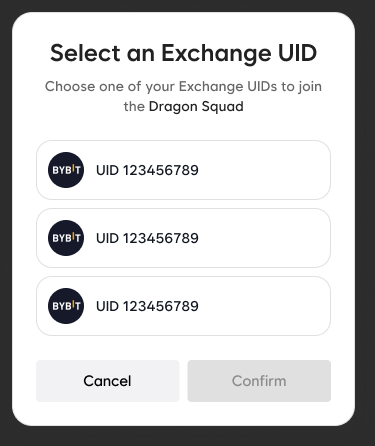 Select an Exchange UID
Choose one of your Exchange UIDs to join
the Dragon Squad
BYBIT UID 123456789
BYBIT UID 123456789
BYBIT UID 123456789
Cancel Confirm